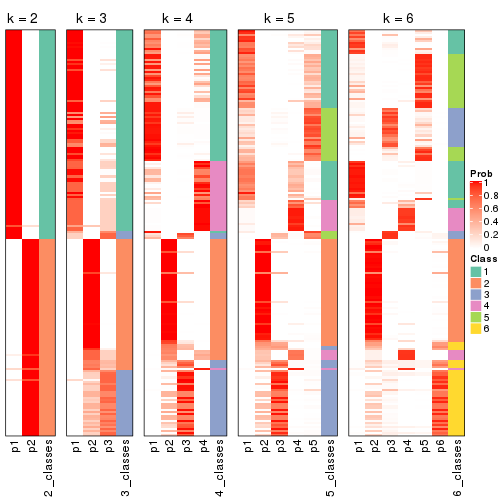 k = 2
k = 3
k = 4
k = 5
k = 6
p1
p2
2_classes
p1
p2
p3
3_classes
p1
p2
p3
p4
4_classes
p1
p2
p3
p4
p5
5_classes
p1
p2
p3
p4
p5
p6
6_classes
Prob
1
0.8
0.6
0.4
0.2
0
Class
1
2
3
4
5
6